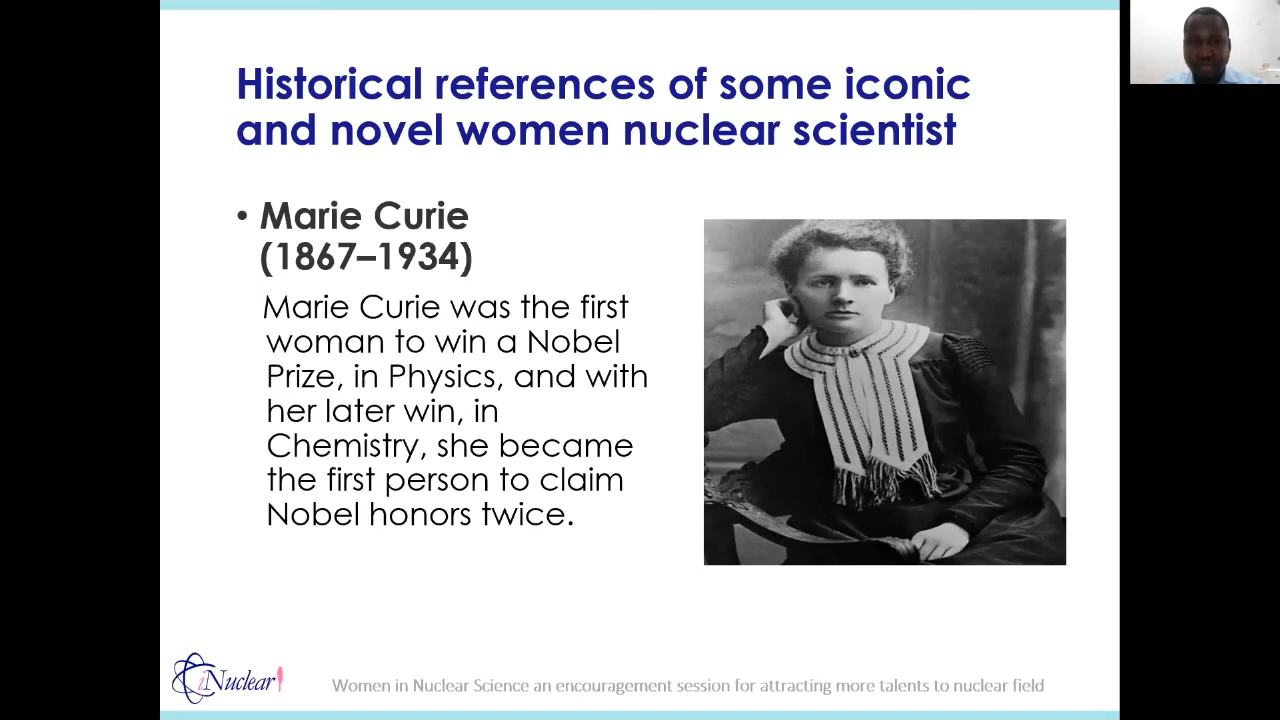 Historical references of some iconic
and novel women nuclear scientist
• Marie Curie
(1867–1934)
Marie Curie was the first
woman to win a Nobel
Prize, in Physics, and with
her later win, in
Chemistry, she became
the first person to claim
Nobel honors twice.
iNuclear
Women in Nuclear Science an encouragement session for attracting more talents to nuclear field